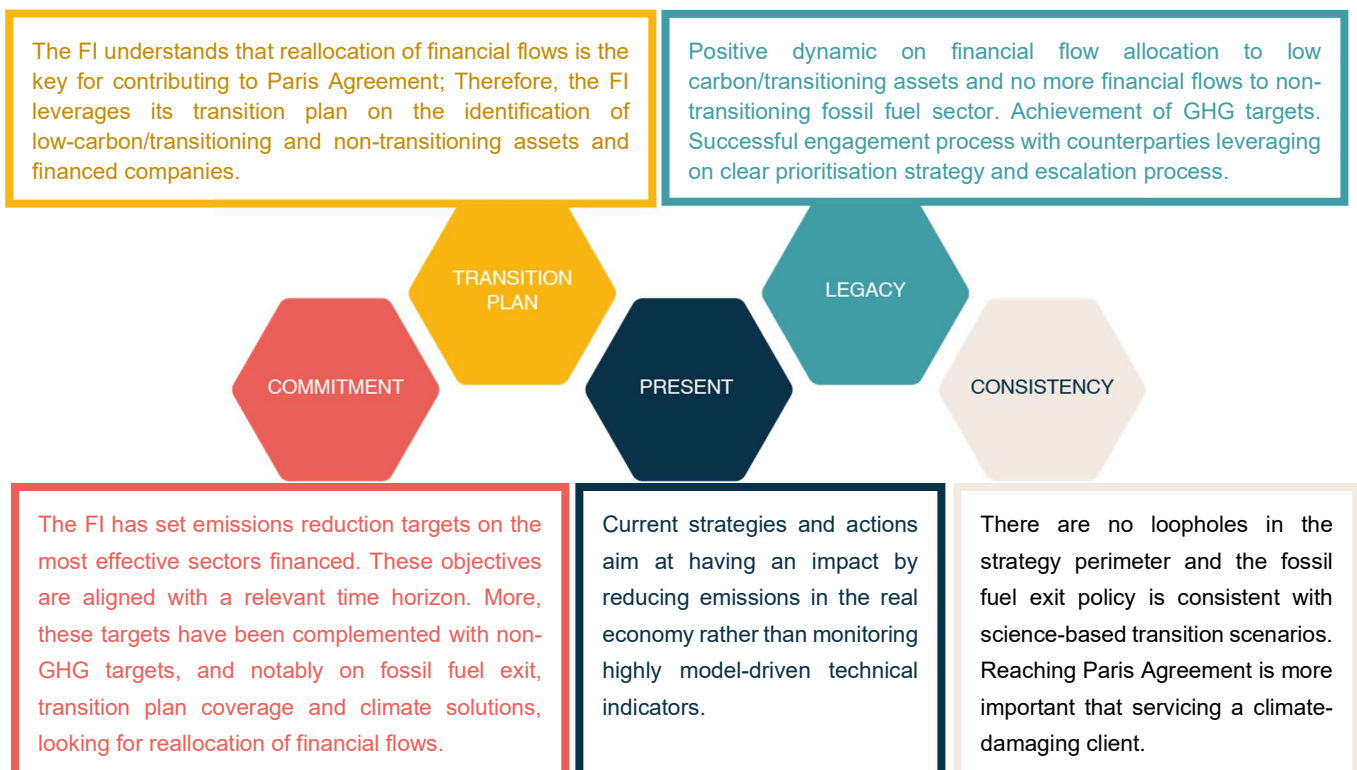 The FI understands that reallocation of financial flows is the
key for contributing to Paris Agreement; Therefore, the FI
leverages its transition plan on the identification of
low-carbon/transitioning and non-transitioning assets and
financed companies.
Positive dynamic on financial flow allocation to low
carbon/transitioning assets and no more financial flows to non-
transitioning fossil fuel sector. Achievement of GHG targets.
Successful engagement process with counterparties leveraging
on clear prioritisation strategy and escalation process.
TRANSITION
PLAN
LEGACY
COMMITMENT
PRESENT
CONSISTENCY
The FI has set emissions reduction targets on the
most effective sectors financed. These objectives
are aligned with a relevant time horizon. More,
these targets have been complemented with non-
GHG targets, and notably on fossil fuel exit,
transition plan coverage and climate solutions,
looking for reallocation of financial flows.
Current strategies and actions
aim at having an impact by
reducing emissions in the real
economy rather than monitoring
highly model-driven technical
indicators.
There are no loopholes in the
strategy perimeter and the fossil
fuel exit policy is consistent with
science-based transition scenarios.
Reaching Paris Agreement is more
important that servicing a climate-
damaging client.